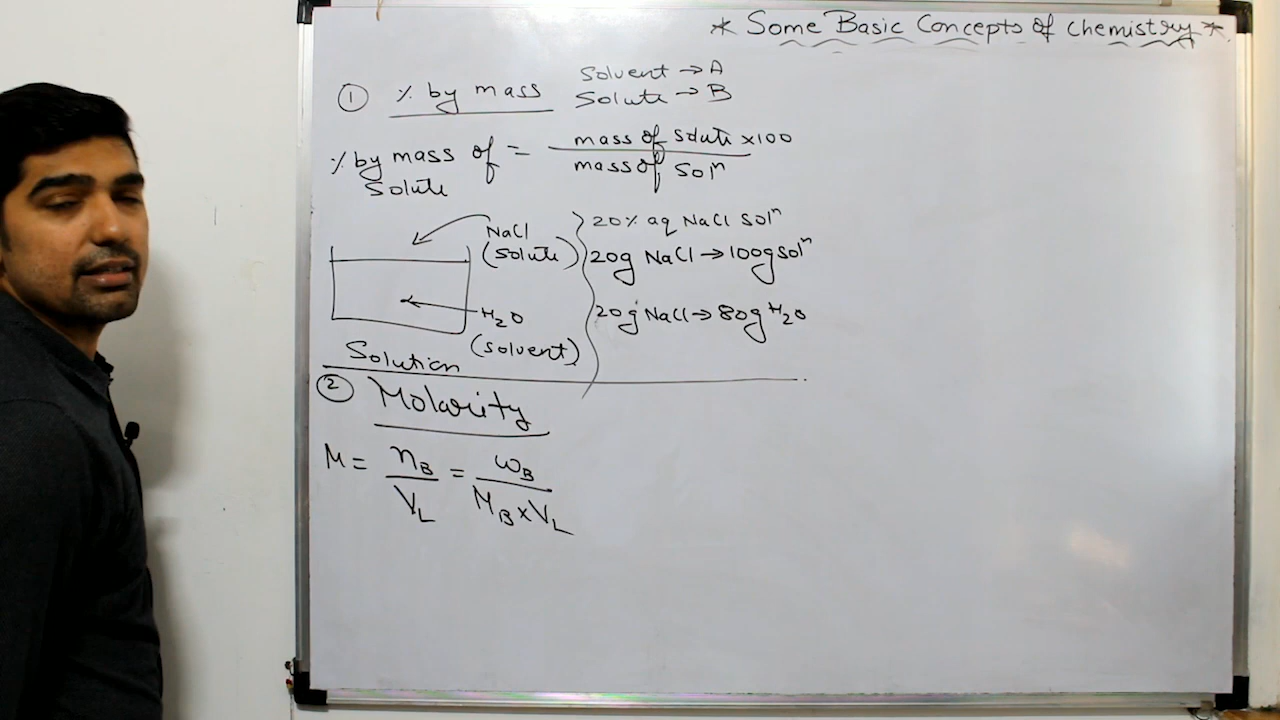 * Some Basic Concepts of Chemistry *
① % by mass
Solvent → A
Solute → B
% by mass of Solute = mass of solute x100 / mass of solⁿ
NaCl
(solute)
H₂O
(solvent)
Solution
20% aq NaCl solⁿ
20g NaCl → 100g solⁿ
20g NaCl → 80g H₂O
② Molarity
M = n_B / V_L = w_B / M_B x V_L